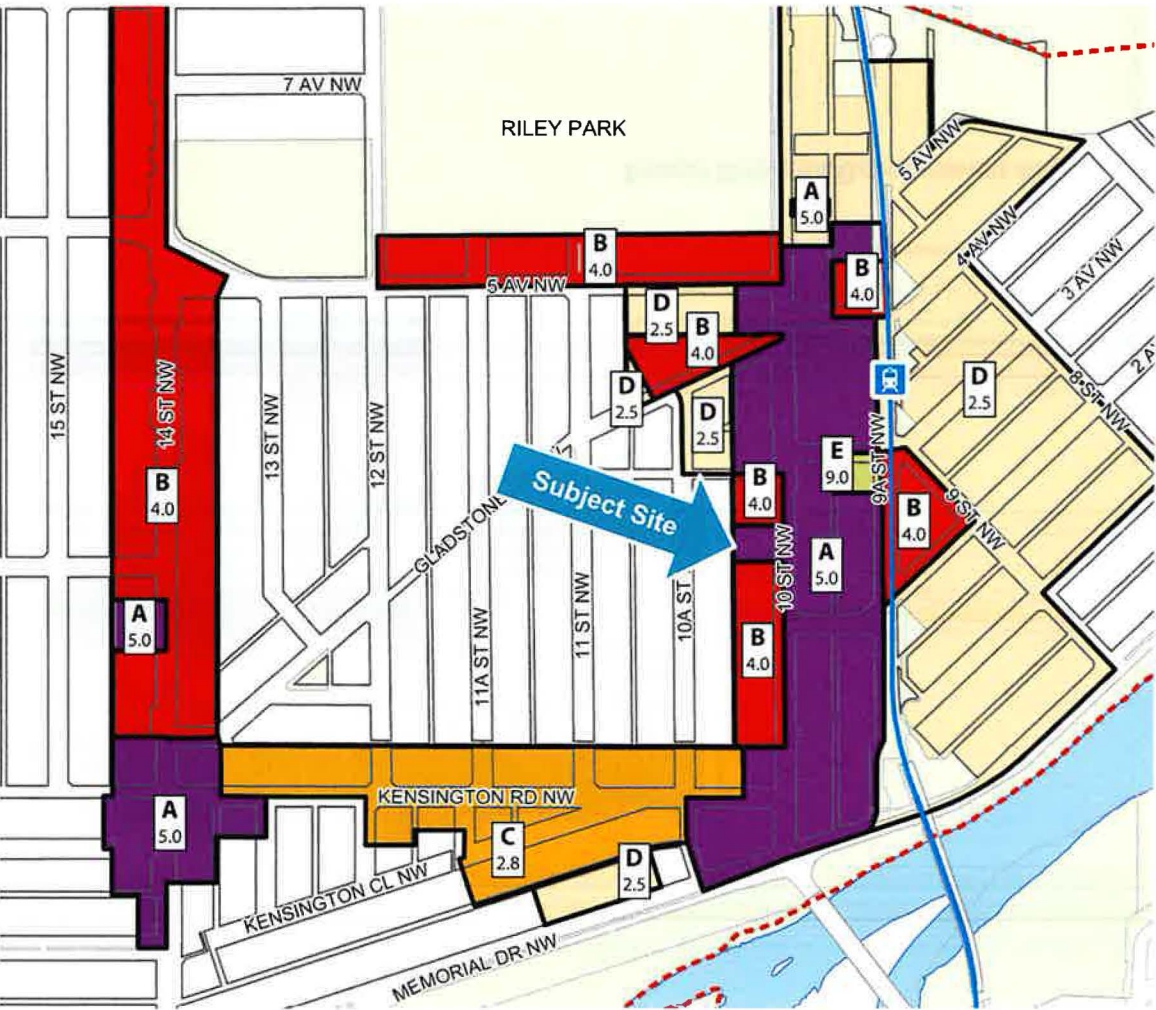 7 AV NW
RILEY PARK
5 AV NW
A
5.0
4 AV NW
3 AV NW
B
4.0
B
4.0
5 AV NW
D
2.5
B
4.0
D
2.5
D
2.5
D
2.5
8 ST NW
15 ST NW
14 ST NW
13 ST NW
12 ST NW
9A ST NW
E
9.0
B
4.0
B
4.0
B
4.0
9 ST NW
Subject Site
GLADSTONE
10 ST NW
A
5.0
A
5.0
11A ST NW
11 ST NW
10A ST
B
4.0
KENSINGTON RD NW
A
5.0
C
2.8
D
2.5
KENSINGTON CL NW
MEMORIAL DR NW